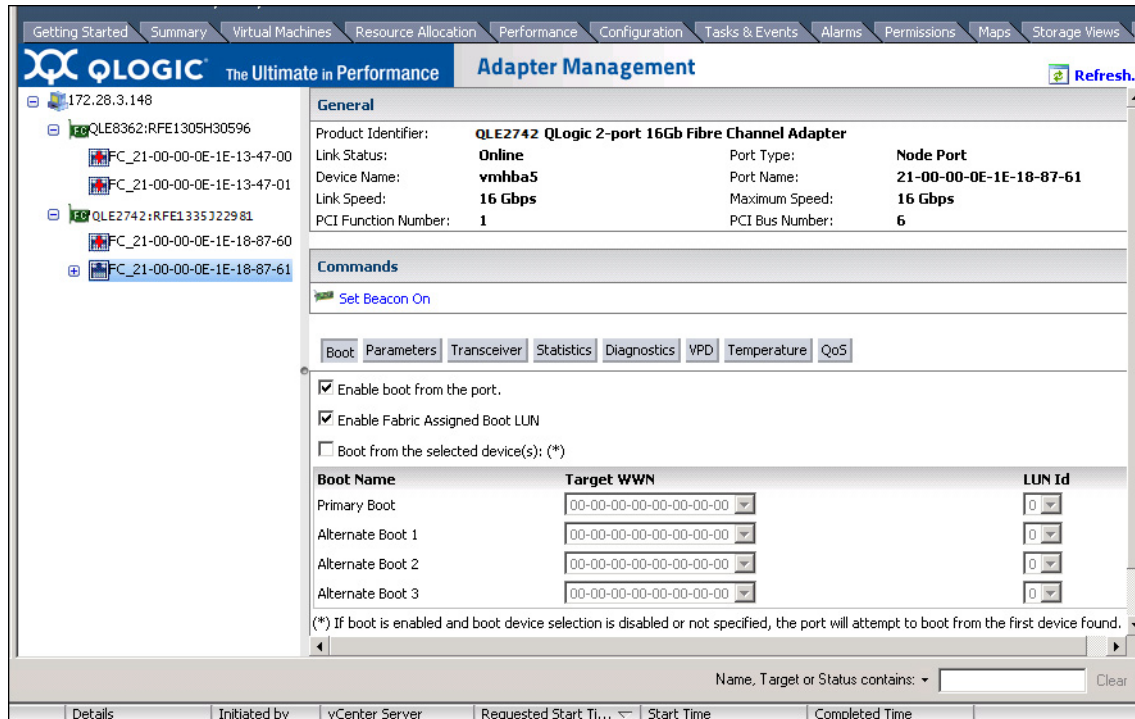 Getting Started Summary Virtual Machines Resource Allocation Performance Configuration Tasks & Events Alarms Permissions Maps Storage Views
QLOGIC The Ultimate in Performance Adapter Management
Refresh.
172.28.3.148
QLE8362:RFE1305H30596
FC_21-00-00-0E-1E-13-47-00
FC_21-00-00-0E-1E-13-47-01
QLE2742:RFE1335J22981
FC_21-00-00-0E-1E-18-87-60
FC_21-00-00-0E-1E-18-87-61
General
Product Identifier: QLE2742 QLogic 2-port 16Gb Fibre Channel Adapter
Link Status: Online Port Type: Node Port
Device Name: vmhba5 Port Name: 21-00-00-0E-1E-18-87-61
Link Speed: 16 Gbps Maximum Speed: 16 Gbps
PCI Function Number: 1 PCI Bus Number: 6
Commands
Set Beacon On
Boot Parameters Transceiver Statistics Diagnostics VPD Temperature QoS
Enable boot from the port.
Enable Fabric Assigned Boot LUN
Boot from the selected device(s): (*)
Boot Name Target WWN LUN Id
Primary Boot 00-00-00-00-00-00-00-00 0
Alternate Boot 1 00-00-00-00-00-00-00-00 0
Alternate Boot 2 00-00-00-00-00-00-00-00 0
Alternate Boot 3 00-00-00-00-00-00-00-00 0
(*) If boot is enabled and boot device selection is disabled or not specified, the port will attempt to boot from the first device found.
Name, Target or Status contains: Clear
Details Initiated by vCenter Server Requested Start Ti... Start Time Completed Time